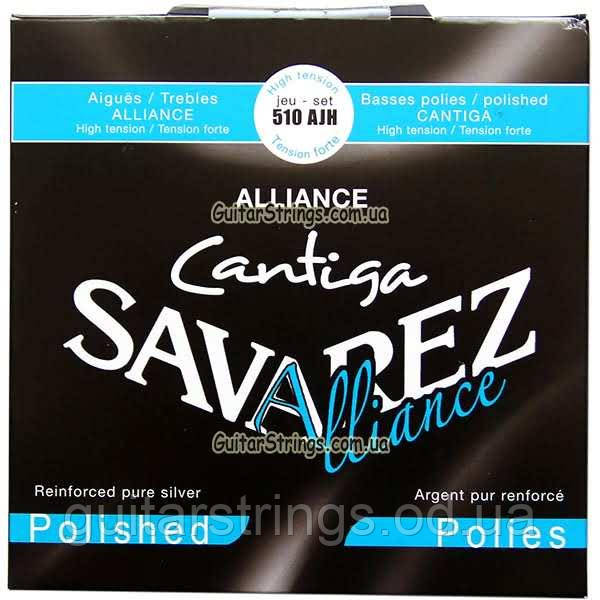 High tension
jeu - set
510 AJH
Tension forte
Aiguës / Trebles
ALLIANCE
High tension / Tension forte
Basses polies / polished
CANTIGA
High tension / Tension forte
ALLIANCE
GuitarStrings.com.ua
Cantiga
SAVAREZ
Alliance
GuitarStrings.com.ua
Reinforced pure silver
Polished
Argent pur renforcé
Polies
guitarstrings.od.ua